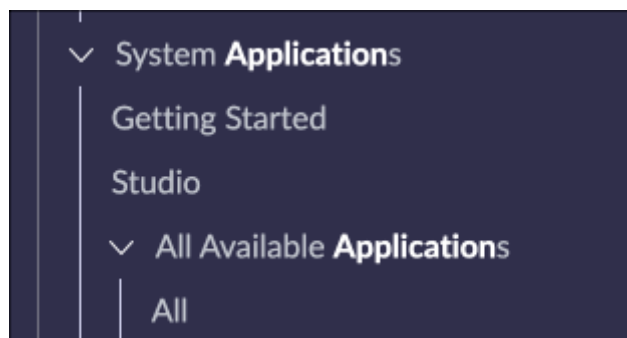 System Applications
Getting Started
Studio
All Available Applications
All